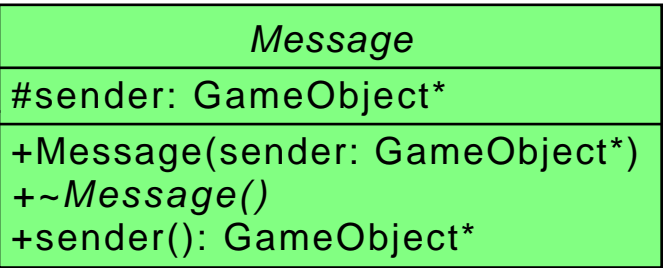 Message
#sender: GameObject*
+Message(sender: GameObject*)
+~Message()
+sender(): GameObject*